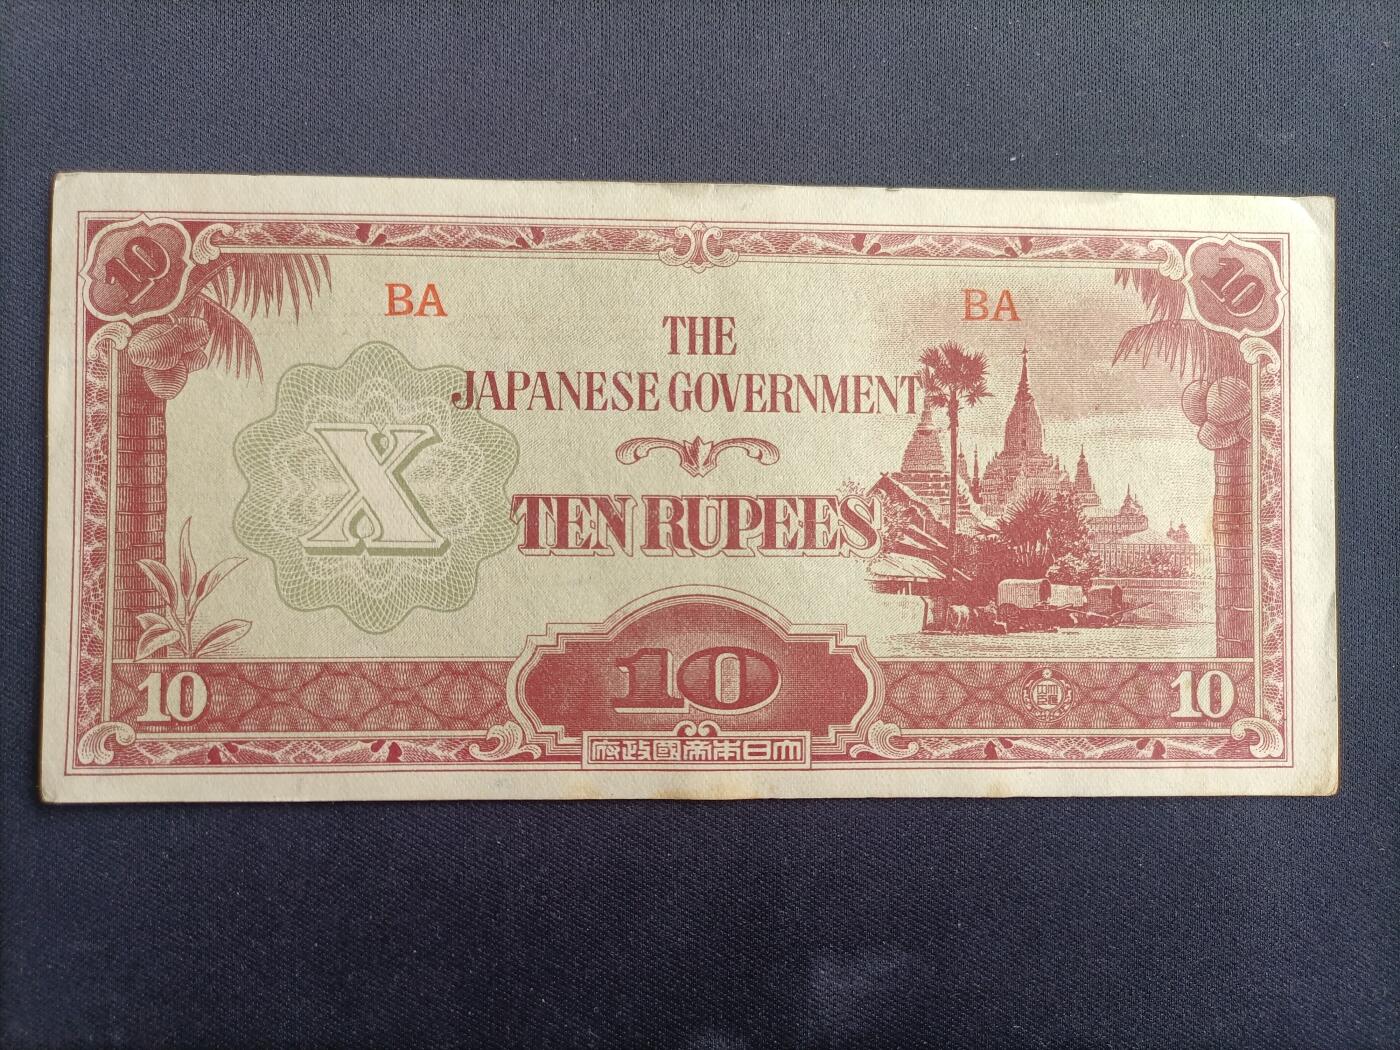 10 10
BA BA
THE
JAPANESE GOVERNMENT
X
TEN RUPEES
10 10 10
府政國帝本日大